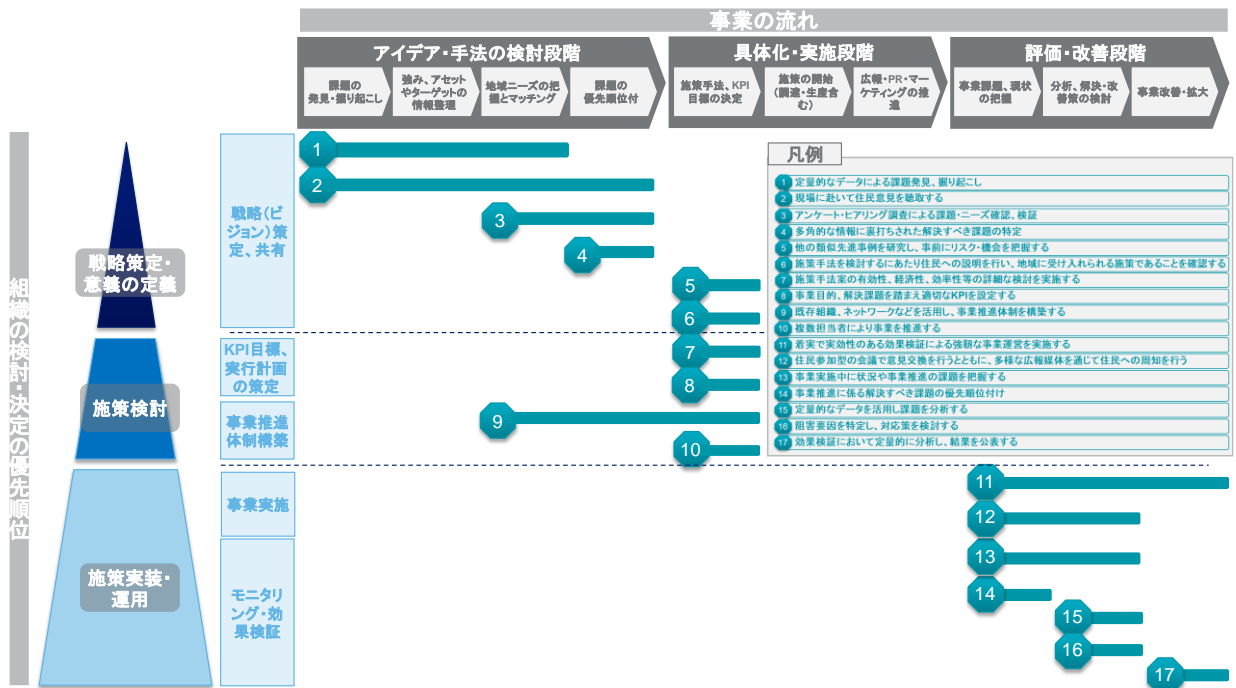 事業の流れ
アイデア・手法の検討段階
具体化・実施段階
評価・改善段階
課題の
発見・掘り起こし
強み、アセット
やターゲットの
情報整理
地域ニーズの把
握とマッチング
課題の
優先順位付
施策手法、KPI
目標の決定
施策の開始
(調達・生産含
む)
広報・PR・マー
ケティングの推
進
事業課題、現状
の把握
分析、解決・改
善策の検討
事業改善・拡大
組織の検討・決定の優先順位
戦略策定・
意義の定義
施策検討
施策実装・
運用
戦略(ビ
ジョン)策
定、共有
KPI目標、
実行計画
の策定
事業推進
体制構築
事業実施
モニタリ
ング・効
果検証
1
2
3
4
5
6
7
8
9
10
11
12
13
14
15
16
17
凡例
1 定量的なデータによる課題発見、掘り起こし
2 現場に赴いて住民意見を聴取する
3 アンケート・ヒアリング調査による課題・ニーズ確認、検証
4 多角的な情報に裏打ちされた解決すべき課題の特定
5 他の類似先進事例を研究し、事前にリスク・機会を把握する
6 施策手法を検討するにあたり住民への説明を行い、地域に受け入れられる施策であることを確認する
7 施策手法案の有効性、経済性、効率性等の詳細な検討を実施する
8 事業目的、解決課題を踏まえ適切なKPIを設定する
9 既存組織、ネットワークなどを活用し、事業推進体制を構築する
10 複数担当者により事業を推進する
11 着実で実効性のある効果検証による強靭な事業運営を実施する
12 住民参加型の会議で意見交換を行うとともに、多様な広報媒体を通じて住民への周知を行う
13 事業実施中に状況や事業推進の課題を把握する
14 事業推進に係る解決すべき課題の優先順位付け
15 定量的なデータを活用し課題を分析する
16 阻害要因を特定し、対応策を検討する
17 効果検証において定量的に分析し、結果を公表する